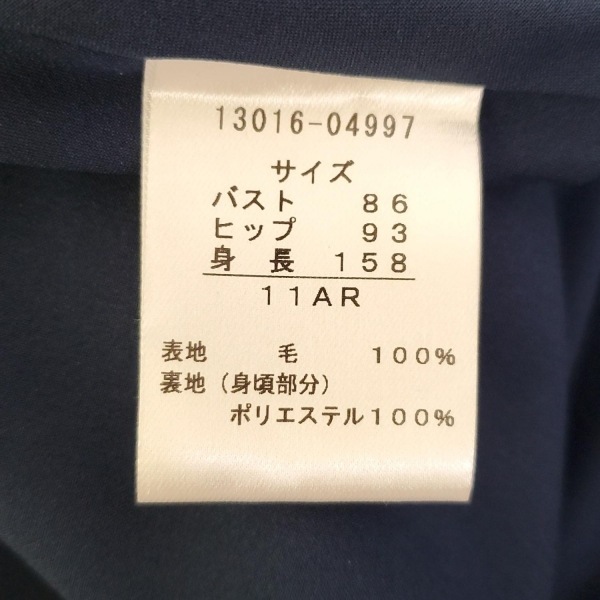 13016-04997
サイズ
バスト 86
ヒップ 93
身長 158
11AR
表地 毛 100%
裏地(身頃部分)
ポリエステル100%